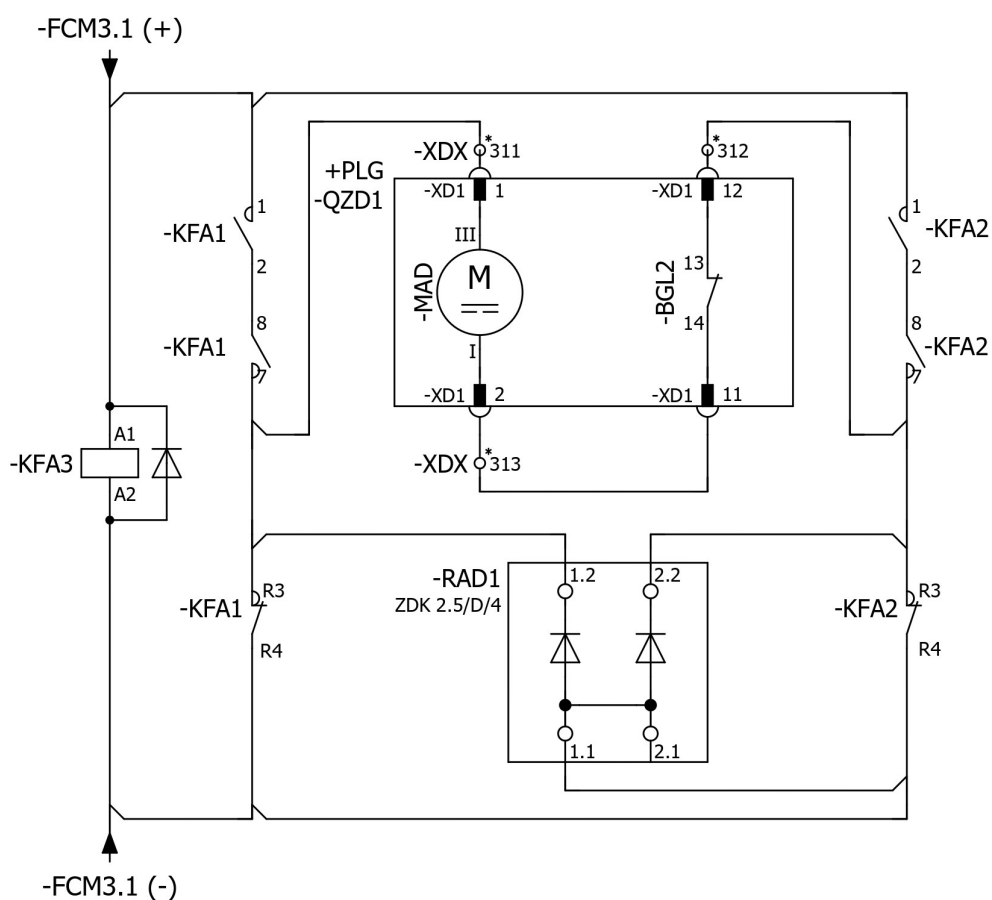 -FCM3.1 (+)
-XDX
*
311
*
312
+PLG
-QZD1
-XD1
1
-XD1
12
-KFA1
1
2
III
-MAD
M
I
-BGL2
13
14
1
-KFA2
2
-KFA1
8
7
8
-KFA2
7
-XD1
2
-XD1
11
-KFA3
A1
A2
-XDX
*
313
-RAD1
ZDK 2.5/D/4
1.2
2.2
-KFA1
R3
R4
-KFA2
R3
R4
1.1
2.1
-FCM3.1 (-)